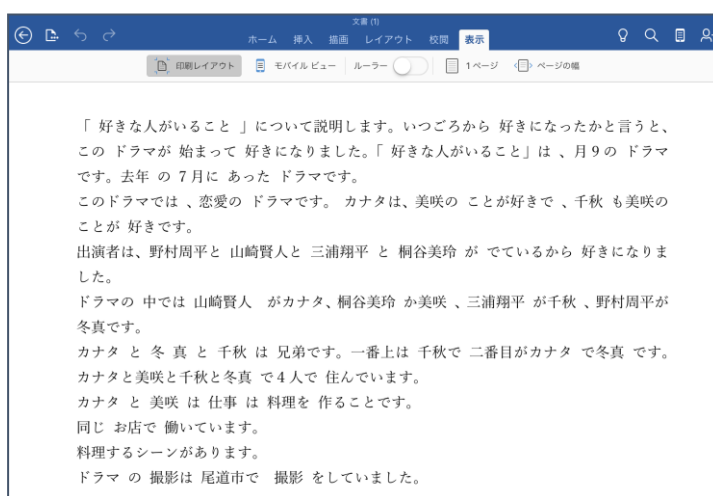 文書 (1)
ホーム 挿入 描画 レイアウト 校閲 表示
印刷レイアウト モバイル ビュー ルーラー 1 ページ ページの幅
「 好きな人がいること 」について説明します。いつごろから 好きになったかと言うと、
この ドラマが 始まって 好きになりました。「 好きな人がいること」は 、月９の ドラマ
です。去年 の ７月に あった ドラマです。
このドラマでは 、恋愛の ドラマです。 カナタは、美咲の ことが好きで 、千秋 も美咲の
ことが 好きです。
出演者は、野村周平と 山崎賢人と 三浦翔平 と 桐谷美玲 が でているから 好きになりま
した。
ドラマの 中では 山崎賢人　がカナタ、桐谷美玲 か美咲 、三浦翔平 が千秋 、野村周平が
冬真です。
カナタ と 冬 真 と 千秋 は 兄弟です。一番上は 千秋で 二番目がカナタ で冬真 です。
カナタと美咲と千秋と冬真 で４人で 住んでいます。
カナタ と 美咲 は 仕事 は 料理を 作ることです。
同じ お店で 働いています。
料理するシーンがあります。
ドラマ の 撮影は 尾道市で　撮影 をしていました。